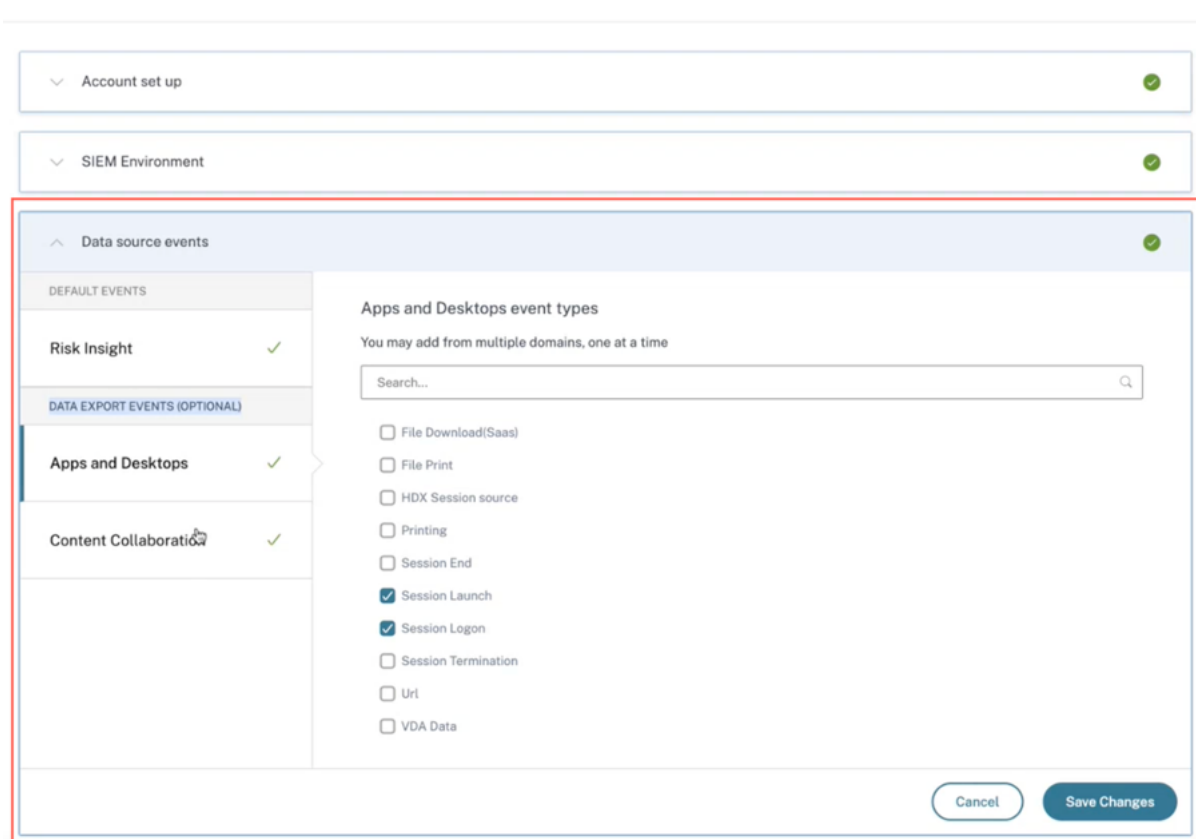 Account set up
SIEM Environment
Data source events
DEFAULT EVENTS
Risk Insight
DATA EXPORT EVENTS (OPTIONAL)
Apps and Desktops
Content Collaboration
Apps and Desktops event types
You may add from multiple domains, one at a time
Search...
File Download(Saas)
File Print
HDX Session source
Printing
Session End
Session Launch
Session Logon
Session Termination
Url
VDA Data
Cancel
Save Changes